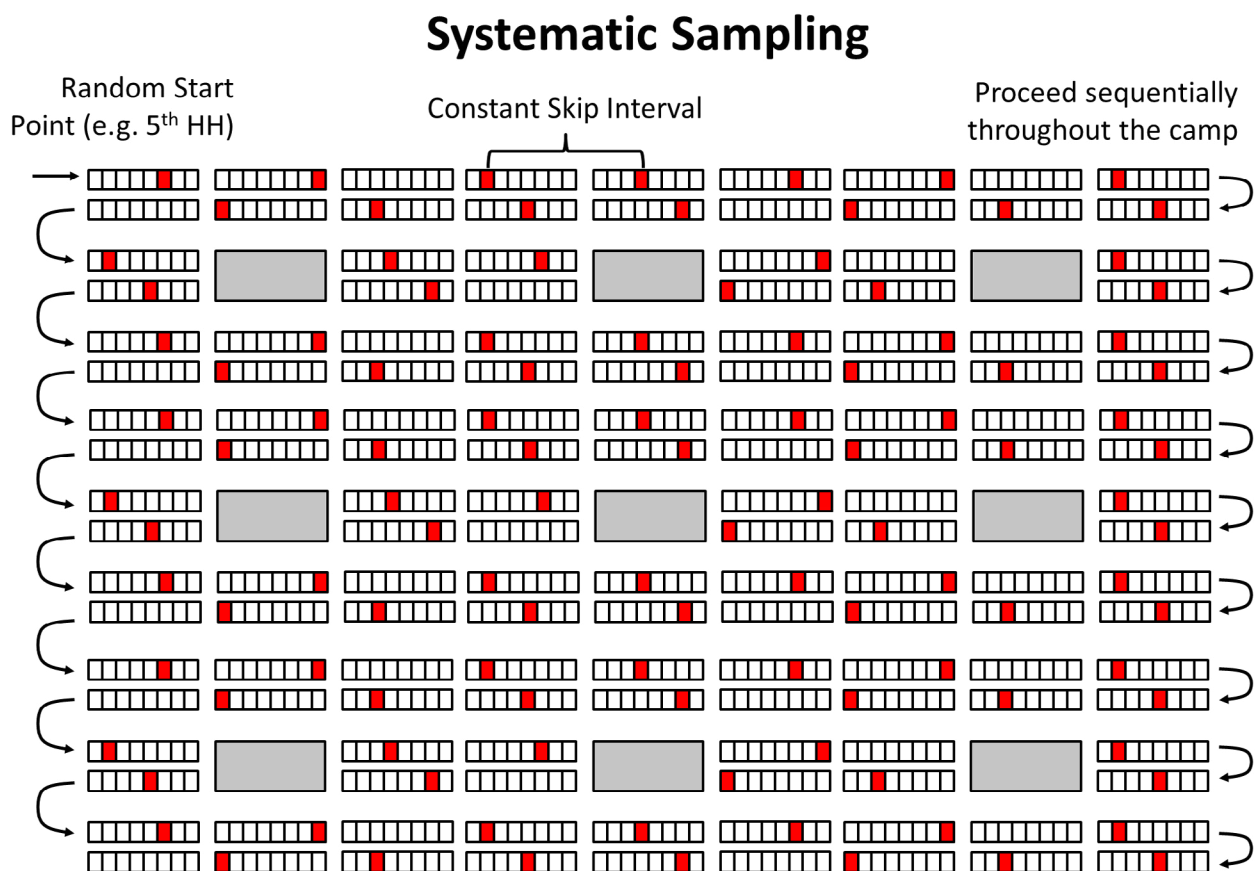 Systematic Sampling
Random Start
Point (e.g. 5th HH)
Constant Skip Interval
Proceed sequentially
throughout the camp